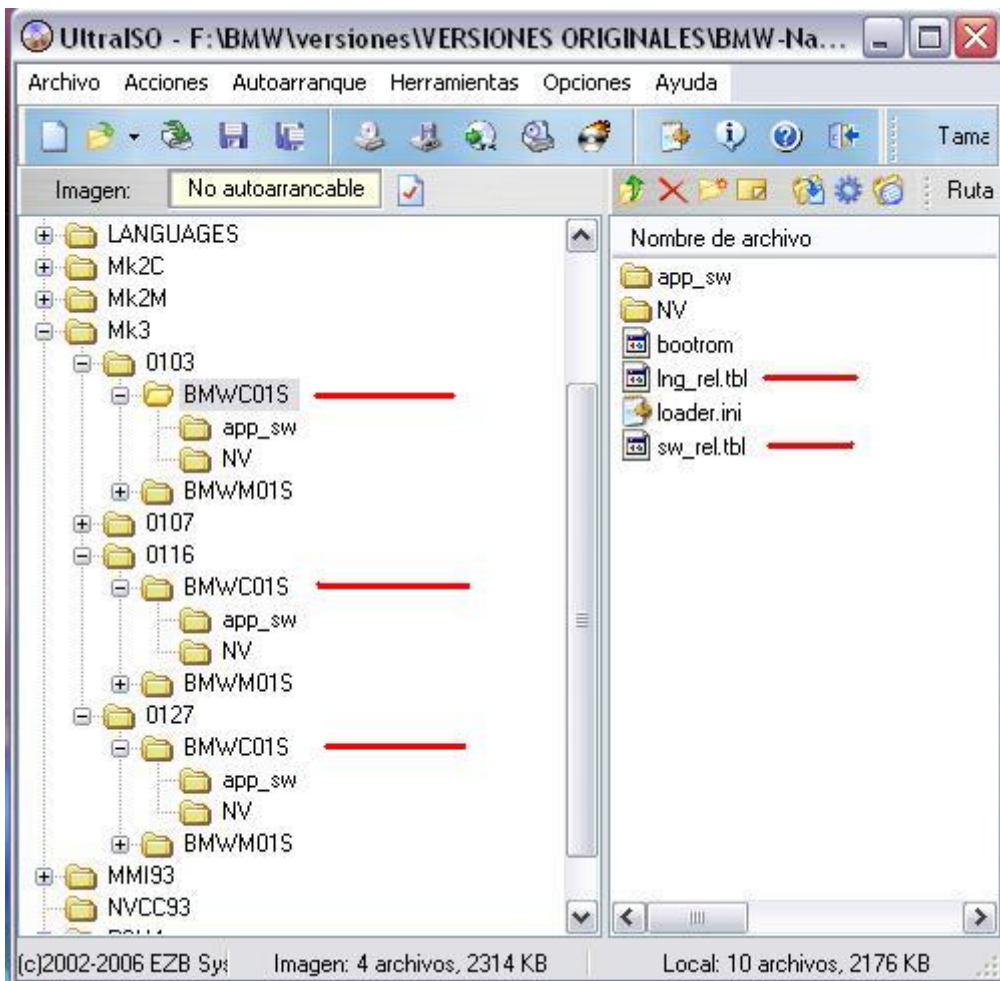 UltraISO - F:\BMW\versiones\VERSIONES ORIGINALES\BMW-Na...
Archivo Acciones Autoarranque Herramientas Opciones Ayuda
Tama
Imagen: No autoarrancable
Ruta
LANGUAGES
Mk2C
Mk2M
Mk3
0103
BMWC01S
app_sw
NV
BMWM01S
0107
0116
BMWC01S
app_sw
NV
BMWM01S
0127
BMWC01S
app_sw
NV
BMWM01S
MMI93
NVCC93
Nombre de archivo
app_sw
NV
bootrom
lng_rel.tbl
loader.ini
sw_rel.tbl
(c)2002-2006 EZB Sys
Imagen: 4 archivos, 2314 KB
Local: 10 archivos, 2176 KB